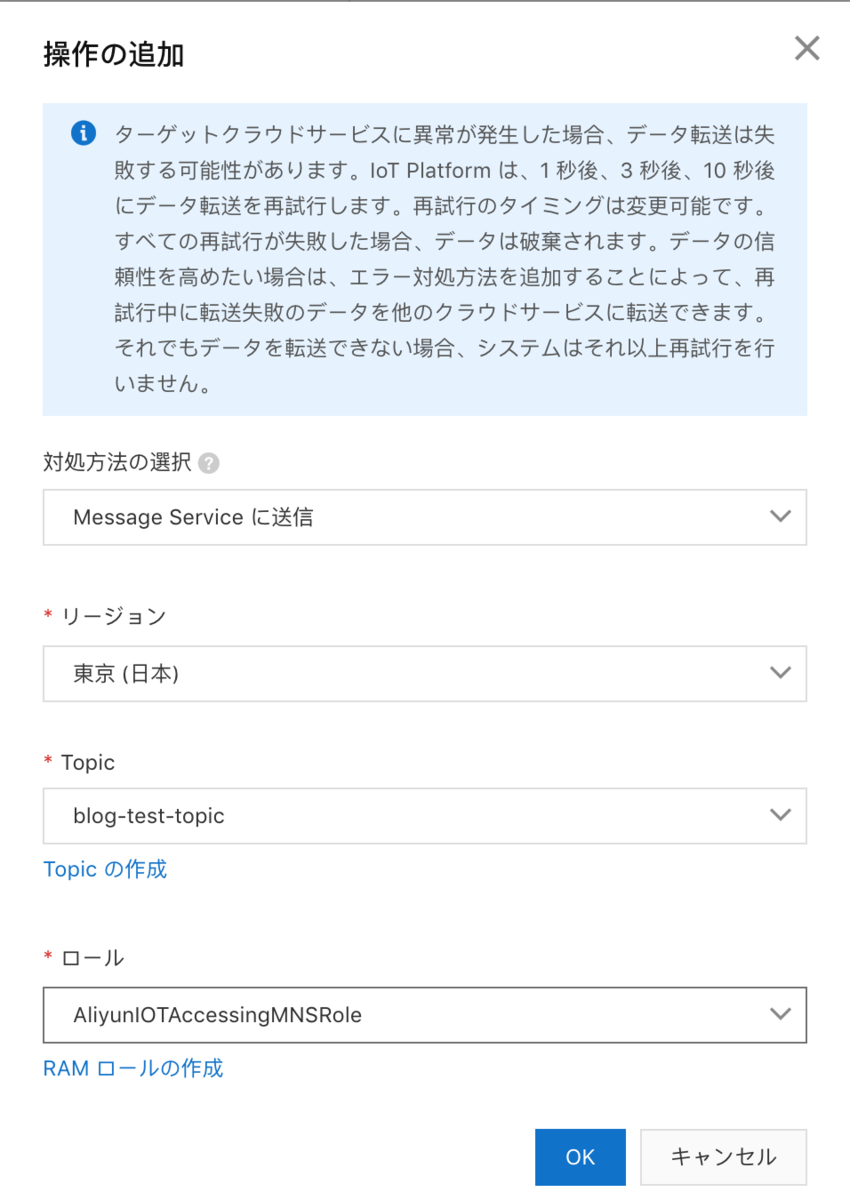 操作の追加
ターゲットクラウドサービスに異常が発生した場合、データ転送は失
敗する可能性があります。IoT Platform は、1 秒後、3 秒後、10 秒後
にデータ転送を再試行します。再試行のタイミングは変更可能です。
すべての再試行が失敗した場合、データは破棄されます。データの信
頼性を高めたい場合は、エラー対処方法を追加することによって、再
試行中に転送失敗のデータを他のクラウドサービスに転送できます。
それでもデータを転送できない場合、システムはそれ以上再試行を行
いません。
対処方法の選択 ?
Message Service に送信
* リージョン
東京 (日本)
* Topic
blog-test-topic
Topic の作成
* ロール
AliyunIOTAccessingMNSRole
RAM ロールの作成
OK キャンセル